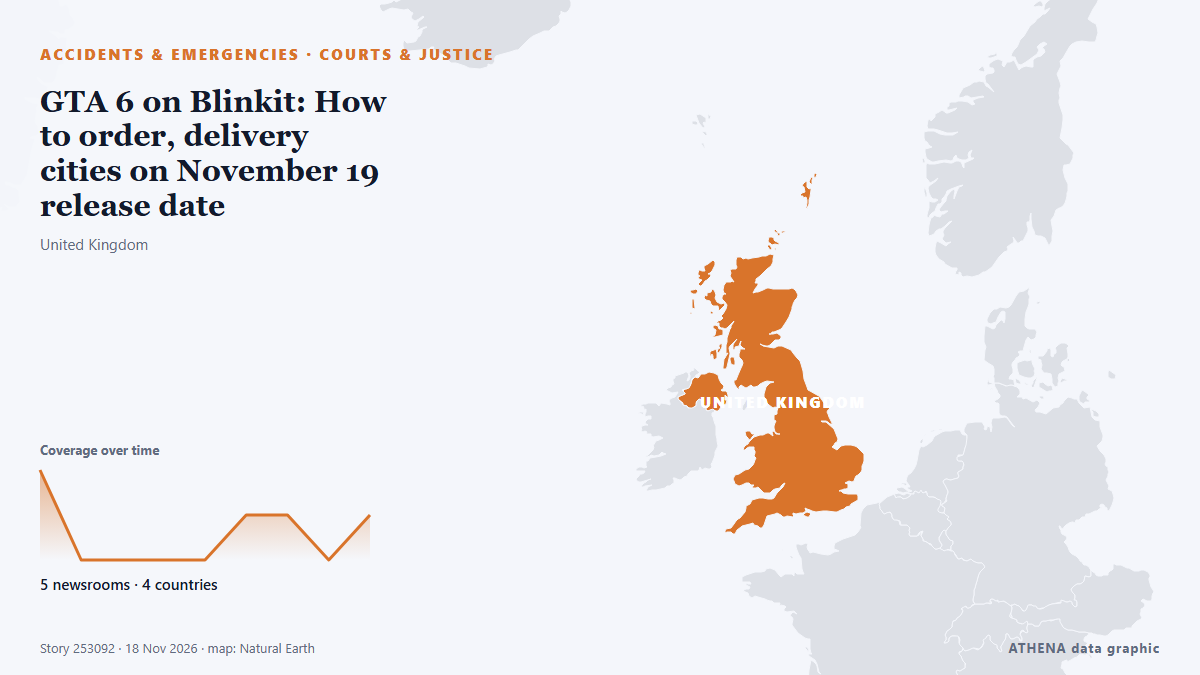 ACCIDENTS & EMERGENCIES · COURTS & JUSTICE
GTA 6 on Blinkit: How
to order, delivery
cities on November 19
release date
United Kingdom
UNITED KINGDOM
Coverage over time
5 newsrooms · 4 countries
Story 253092 · 18 Nov 2026 · map: Natural Earth
ATHENA data graphic